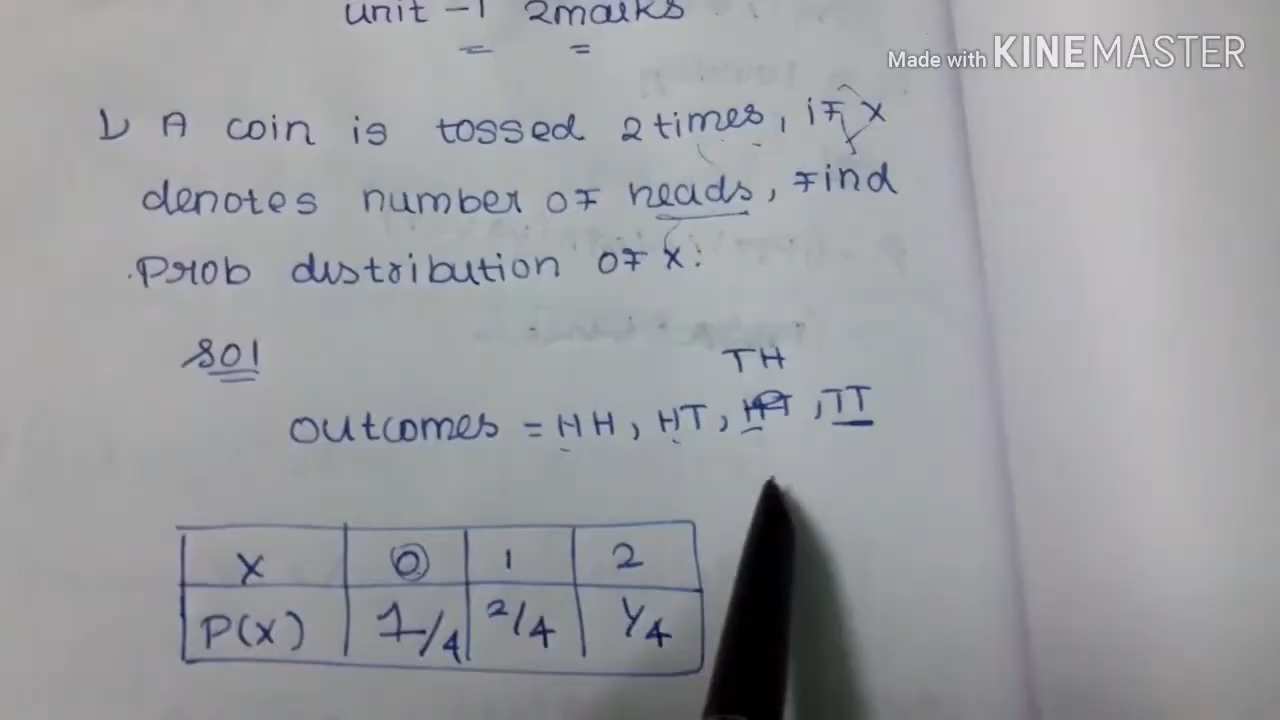 unit -1 2marks
Made with KINEMASTER
1) A coin is tossed 2 times, if x
denotes number of heads, find
prob distribution of x.
Sol
TH
outcomes = HH, HT, , TT
X 0 1 2
P(X) 1/4 2/4 1/4